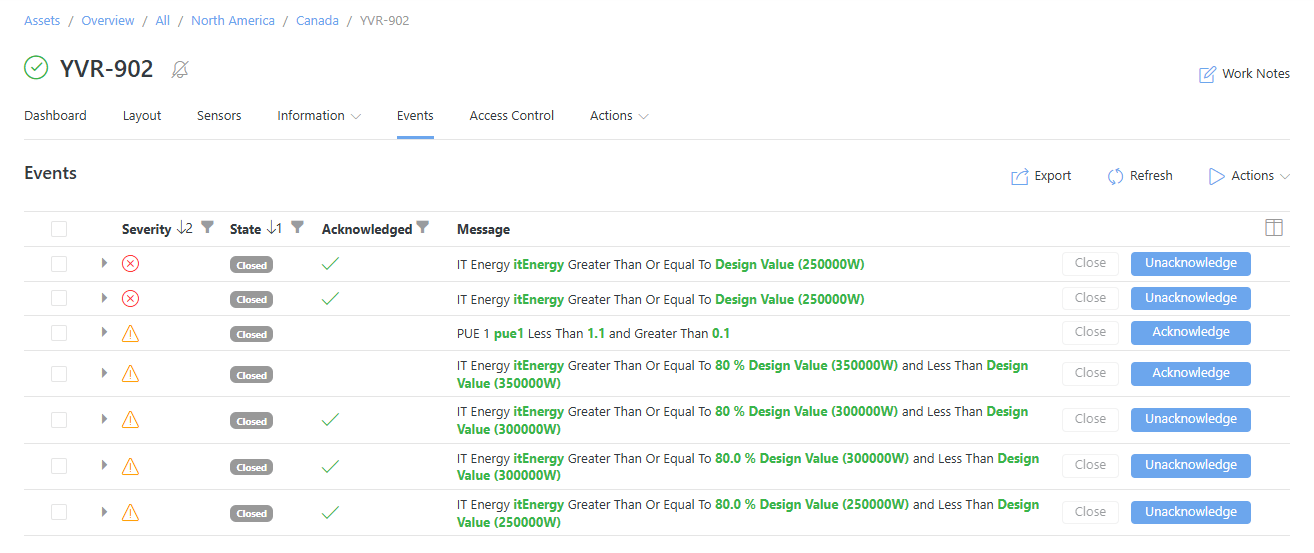 Assets / Overview / All / North America / Canada / YVR-902
YVR-902
Work Notes
Dashboard Layout Sensors Information Events Access Control Actions
Events
Export Refresh Actions
Severity 2 State 1 Acknowledged Message
Closed IT Energy itEnergy Greater Than Or Equal To Design Value (250000W) Close Unacknowledge
Closed IT Energy itEnergy Greater Than Or Equal To Design Value (250000W) Close Unacknowledge
Closed PUE 1 pue1 Less Than 1.1 and Greater Than 0.1 Close Acknowledge
Closed IT Energy itEnergy Greater Than Or Equal To 80 % Design Value (350000W) and Less Than Design Close Acknowledge
Value (350000W)
Closed IT Energy itEnergy Greater Than Or Equal To 80 % Design Value (300000W) and Less Than Design Close Unacknowledge
Value (300000W)
Closed IT Energy itEnergy Greater Than Or Equal To 80.0 % Design Value (300000W) and Less Than Design Close Unacknowledge
Value (300000W)
Closed IT Energy itEnergy Greater Than Or Equal To 80.0 % Design Value (250000W) and Less Than Design Close Unacknowledge
Value (250000W)